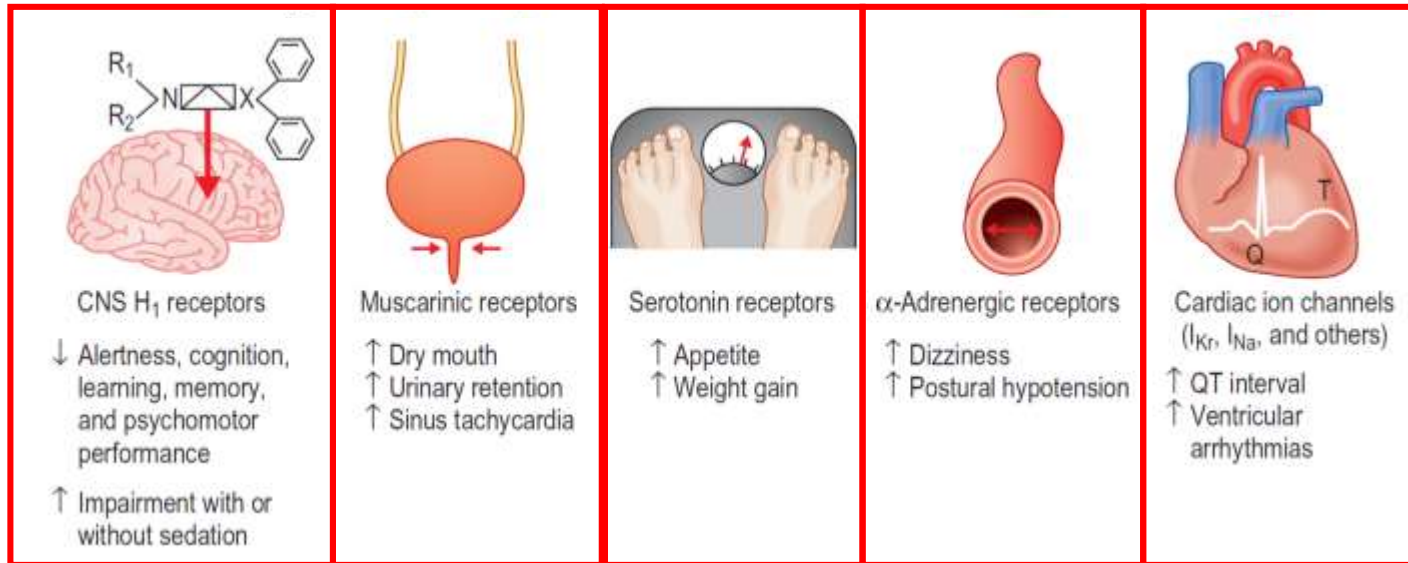 R₁
R₂
N
X
CNS H₁ receptors
↓ Alertness, cognition,
learning, memory,
and psychomotor
performance
↑ Impairment with or
without sedation
Muscarinic receptors
↑ Dry mouth
↑ Urinary retention
↑ Sinus tachycardia
Serotonin receptors
↑ Appetite
↑ Weight gain
α-Adrenergic receptors
↑ Dizziness
↑ Postural hypotension
T
Q
Cardiac ion channels
(I_Kr, I_Na, and others)
↑ QT interval
↑ Ventricular
arrhythmias